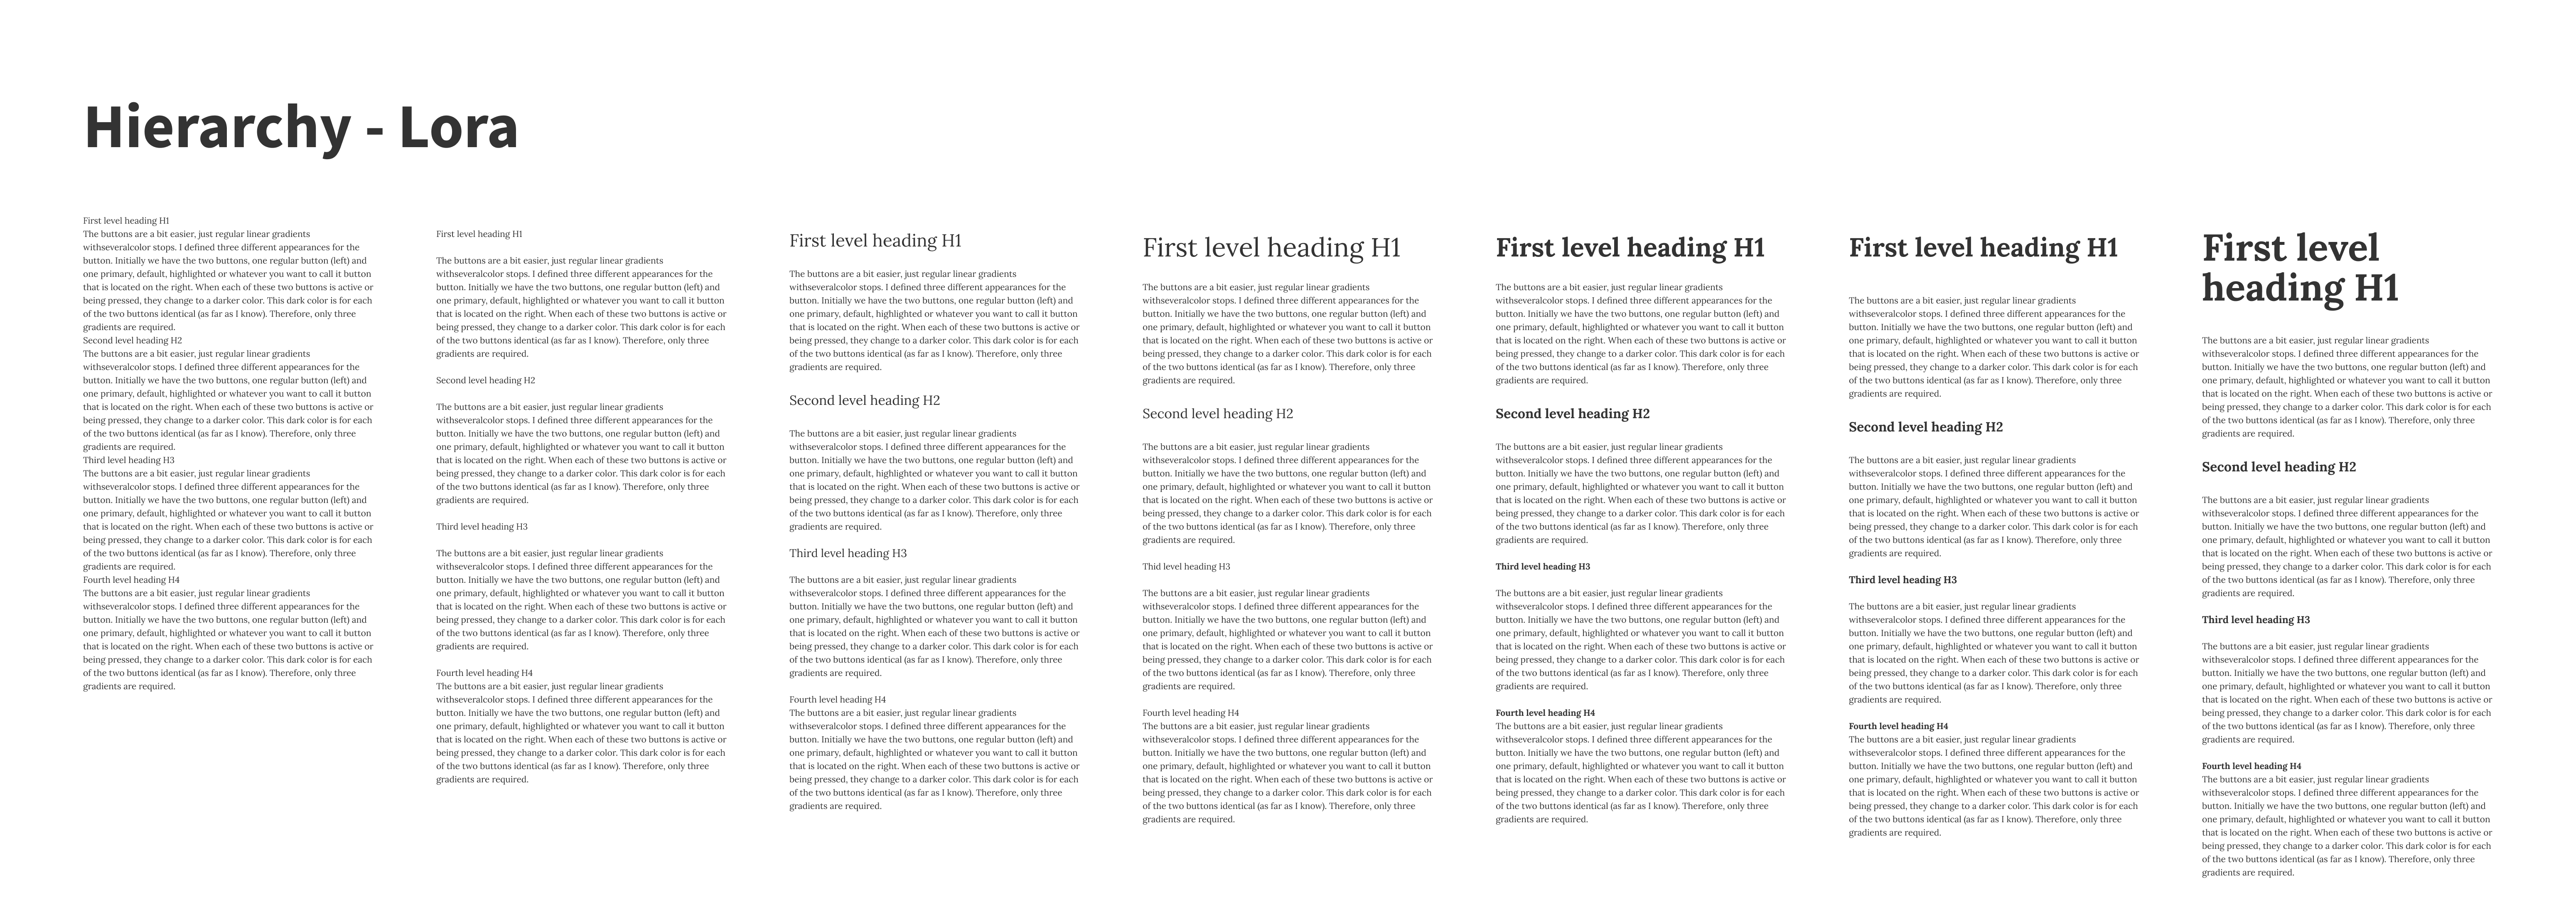 Hierarchy - Lora
First level heading H1
The buttons are a bit easier, just regular linear gradients
withseveralcolor stops. I defined three different appearances for the
button. Initially we have the two buttons, one regular button (left) and
one primary, default, highlighted or whatever you want to call it button
that is located on the right. When each of these two buttons is active or
being pressed, they change to a darker color. This dark color is for each
of the two buttons identical (as far as I know). Therefore, only three
gradients are required.
Second level heading H2
The buttons are a bit easier, just regular linear gradients
withseveralcolor stops. I defined three different appearances for the
button. Initially we have the two buttons, one regular button (left) and
one primary, default, highlighted or whatever you want to call it button
that is located on the right. When each of these two buttons is active or
being pressed, they change to a darker color. This dark color is for each
of the two buttons identical (as far as I know). Therefore, only three
gradients are required.
Third level heading H3
The buttons are a bit easier, just regular linear gradients
withseveralcolor stops. I defined three different appearances for the
button. Initially we have the two buttons, one regular button (left) and
one primary, default, highlighted or whatever you want to call it button
that is located on the right. When each of these two buttons is active or
being pressed, they change to a darker color. This dark color is for each
of the two buttons identical (as far as I know). Therefore, only three
gradients are required.
Fourth level heading H4
The buttons are a bit easier, just regular linear gradients
withseveralcolor stops. I defined three different appearances for the
button. Initially we have the two buttons, one regular button (left) and
one primary, default, highlighted or whatever you want to call it button
that is located on the right. When each of these two buttons is active or
being pressed, they change to a darker color. This dark color is for each
of the two buttons identical (as far as I know). Therefore, only three
gradients are required.
First level heading H1
The buttons are a bit easier, just regular linear gradients
withseveralcolor stops. I defined three different appearances for the
button. Initially we have the two buttons, one regular button (left) and
one primary, default, highlighted or whatever you want to call it button
that is located on the right. When each of these two buttons is active or
being pressed, they change to a darker color. This dark color is for each
of the two buttons identical (as far as I know). Therefore, only three
gradients are required.
Second level heading H2
The buttons are a bit easier, just regular linear gradients
withseveralcolor stops. I defined three different appearances for the
button. Initially we have the two buttons, one regular button (left) and
one primary, default, highlighted or whatever you want to call it button
that is located on the right. When each of these two buttons is active or
being pressed, they change to a darker color. This dark color is for each
of the two buttons identical (as far as I know). Therefore, only three
gradients are required.
Third level heading H3
The buttons are a bit easier, just regular linear gradients
withseveralcolor stops. I defined three different appearances for the
button. Initially we have the two buttons, one regular button (left) and
one primary, default, highlighted or whatever you want to call it button
that is located on the right. When each of these two buttons is active or
being pressed, they change to a darker color. This dark color is for each
of the two buttons identical (as far as I know). Therefore, only three
gradients are required.
Fourth level heading H4
The buttons are a bit easier, just regular linear gradients
withseveralcolor stops. I defined three different appearances for the
button. Initially we have the two buttons, one regular button (left) and
one primary, default, highlighted or whatever you want to call it button
that is located on the right. When each of these two buttons is active or
being pressed, they change to a darker color. This dark color is for each
of the two buttons identical (as far as I know). Therefore, only three
gradients are required.
First level heading H1
The buttons are a bit easier, just regular linear gradients
withseveralcolor stops. I defined three different appearances for the
button. Initially we have the two buttons, one regular button (left) and
one primary, default, highlighted or whatever you want to call it button
that is located on the right. When each of these two buttons is active or
being pressed, they change to a darker color. This dark color is for each
of the two buttons identical (as far as I know). Therefore, only three
gradients are required.
Second level heading H2
The buttons are a bit easier, just regular linear gradients
withseveralcolor stops. I defined three different appearances for the
button. Initially we have the two buttons, one regular button (left) and
one primary, default, highlighted or whatever you want to call it button
that is located on the right. When each of these two buttons is active or
being pressed, they change to a darker color. This dark color is for each
of the two buttons identical (as far as I know). Therefore, only three
gradients are required.
Third level heading H3
The buttons are a bit easier, just regular linear gradients
withseveralcolor stops. I defined three different appearances for the
button. Initially we have the two buttons, one regular button (left) and
one primary, default, highlighted or whatever you want to call it button
that is located on the right. When each of these two buttons is active or
being pressed, they change to a darker color. This dark color is for each
of the two buttons identical (as far as I know). Therefore, only three
gradients are required.
Fourth level heading H4
The buttons are a bit easier, just regular linear gradients
withseveralcolor stops. I defined three different appearances for the
button. Initially we have the two buttons, one regular button (left) and
one primary, default, highlighted or whatever you want to call it button
that is located on the right. When each of these two buttons is active or
being pressed, they change to a darker color. This dark color is for each
of the two buttons identical (as far as I know). Therefore, only three
gradients are required.
First level heading H1
The buttons are a bit easier, just regular linear gradients
withseveralcolor stops. I defined three different appearances for the
button. Initially we have the two buttons, one regular button (left) and
one primary, default, highlighted or whatever you want to call it button
that is located on the right. When each of these two buttons is active or
being pressed, they change to a darker color. This dark color is for each
of the two buttons identical (as far as I know). Therefore, only three
gradients are required.
Second level heading H2
The buttons are a bit easier, just regular linear gradients
withseveralcolor stops. I defined three different appearances for the
button. Initially we have the two buttons, one regular button (left) and
one primary, default, highlighted or whatever you want to call it button
that is located on the right. When each of these two buttons is active or
being pressed, they change to a darker color. This dark color is for each
of the two buttons identical (as far as I know). Therefore, only three
gradients are required.
Thid level heading H3
The buttons are a bit easier, just regular linear gradients
withseveralcolor stops. I defined three different appearances for the
button. Initially we have the two buttons, one regular button (left) and
one primary, default, highlighted or whatever you want to call it button
that is located on the right. When each of these two buttons is active or
being pressed, they change to a darker color. This dark color is for each
of the two buttons identical (as far as I know). Therefore, only three
gradients are required.
Fourth level heading H4
The buttons are a bit easier, just regular linear gradients
withseveralcolor stops. I defined three different appearances for the
button. Initially we have the two buttons, one regular button (left) and
one primary, default, highlighted or whatever you want to call it button
that is located on the right. When each of these two buttons is active or
being pressed, they change to a darker color. This dark color is for each
of the two buttons identical (as far as I know). Therefore, only three
gradients are required.
First level heading H1
The buttons are a bit easier, just regular linear gradients
withseveralcolor stops. I defined three different appearances for the
button. Initially we have the two buttons, one regular button (left) and
one primary, default, highlighted or whatever you want to call it button
that is located on the right. When each of these two buttons is active or
being pressed, they change to a darker color. This dark color is for each
of the two buttons identical (as far as I know). Therefore, only three
gradients are required.
Second level heading H2
The buttons are a bit easier, just regular linear gradients
withseveralcolor stops. I defined three different appearances for the
button. Initially we have the two buttons, one regular button (left) and
one primary, default, highlighted or whatever you want to call it button
that is located on the right. When each of these two buttons is active or
being pressed, they change to a darker color. This dark color is for each
of the two buttons identical (as far as I know). Therefore, only three
gradients are required.
Third level heading H3
The buttons are a bit easier, just regular linear gradients
withseveralcolor stops. I defined three different appearances for the
button. Initially we have the two buttons, one regular button (left) and
one primary, default, highlighted or whatever you want to call it button
that is located on the right. When each of these two buttons is active or
being pressed, they change to a darker color. This dark color is for each
of the two buttons identical (as far as I know). Therefore, only three
gradients are required.
Fourth level heading H4
The buttons are a bit easier, just regular linear gradients
withseveralcolor stops. I defined three different appearances for the
button. Initially we have the two buttons, one regular button (left) and
one primary, default, highlighted or whatever you want to call it button
that is located on the right. When each of these two buttons is active or
being pressed, they change to a darker color. This dark color is for each
of the two buttons identical (as far as I know). Therefore, only three
gradients are required.
First level heading H1
The buttons are a bit easier, just regular linear gradients
withseveralcolor stops. I defined three different appearances for the
button. Initially we have the two buttons, one regular button (left) and
one primary, default, highlighted or whatever you want to call it button
that is located on the right. When each of these two buttons is active or
being pressed, they change to a darker color. This dark color is for each
of the two buttons identical (as far as I know). Therefore, only three
gradients are required.
Second level heading H2
The buttons are a bit easier, just regular linear gradients
withseveralcolor stops. I defined three different appearances for the
button. Initially we have the two buttons, one regular button (left) and
one primary, default, highlighted or whatever you want to call it button
that is located on the right. When each of these two buttons is active or
being pressed, they change to a darker color. This dark color is for each
of the two buttons identical (as far as I know). Therefore, only three
gradients are required.
Third level heading H3
The buttons are a bit easier, just regular linear gradients
withseveralcolor stops. I defined three different appearances for the
button. Initially we have the two buttons, one regular button (left) and
one primary, default, highlighted or whatever you want to call it button
that is located on the right. When each of these two buttons is active or
being pressed, they change to a darker color. This dark color is for each
of the two buttons identical (as far as I know). Therefore, only three
gradients are required.
Fourth level heading H4
The buttons are a bit easier, just regular linear gradients
withseveralcolor stops. I defined three different appearances for the
button. Initially we have the two buttons, one regular button (left) and
one primary, default, highlighted or whatever you want to call it button
that is located on the right. When each of these two buttons is active or
being pressed, they change to a darker color. This dark color is for each
of the two buttons identical (as far as I know). Therefore, only three
gradients are required.
First level
heading H1
The buttons are a bit easier, just regular linear gradients
withseveralcolor stops. I defined three different appearances for the
button. Initially we have the two buttons, one regular button (left) and
one primary, default, highlighted or whatever you want to call it button
that is located on the right. When each of these two buttons is active or
being pressed, they change to a darker color. This dark color is for each
of the two buttons identical (as far as I know). Therefore, only three
gradients are required.
Second level heading H2
The buttons are a bit easier, just regular linear gradients
withseveralcolor stops. I defined three different appearances for the
button. Initially we have the two buttons, one regular button (left) and
one primary, default, highlighted or whatever you want to call it button
that is located on the right. When each of these two buttons is active or
being pressed, they change to a darker color. This dark color is for each
of the two buttons identical (as far as I know). Therefore, only three
gradients are required.
Third level heading H3
The buttons are a bit easier, just regular linear gradients
withseveralcolor stops. I defined three different appearances for the
button. Initially we have the two buttons, one regular button (left) and
one primary, default, highlighted or whatever you want to call it button
that is located on the right. When each of these two buttons is active or
being pressed, they change to a darker color. This dark color is for each
of the two buttons identical (as far as I know). Therefore, only three
gradients are required.
Fourth level heading H4
The buttons are a bit easier, just regular linear gradients
withseveralcolor stops. I defined three different appearances for the
button. Initially we have the two buttons, one regular button (left) and
one primary, default, highlighted or whatever you want to call it button
that is located on the right. When each of these two buttons is active or
being pressed, they change to a darker color. This dark color is for each
of the two buttons identical (as far as I know). Therefore, only three
gradients are required.